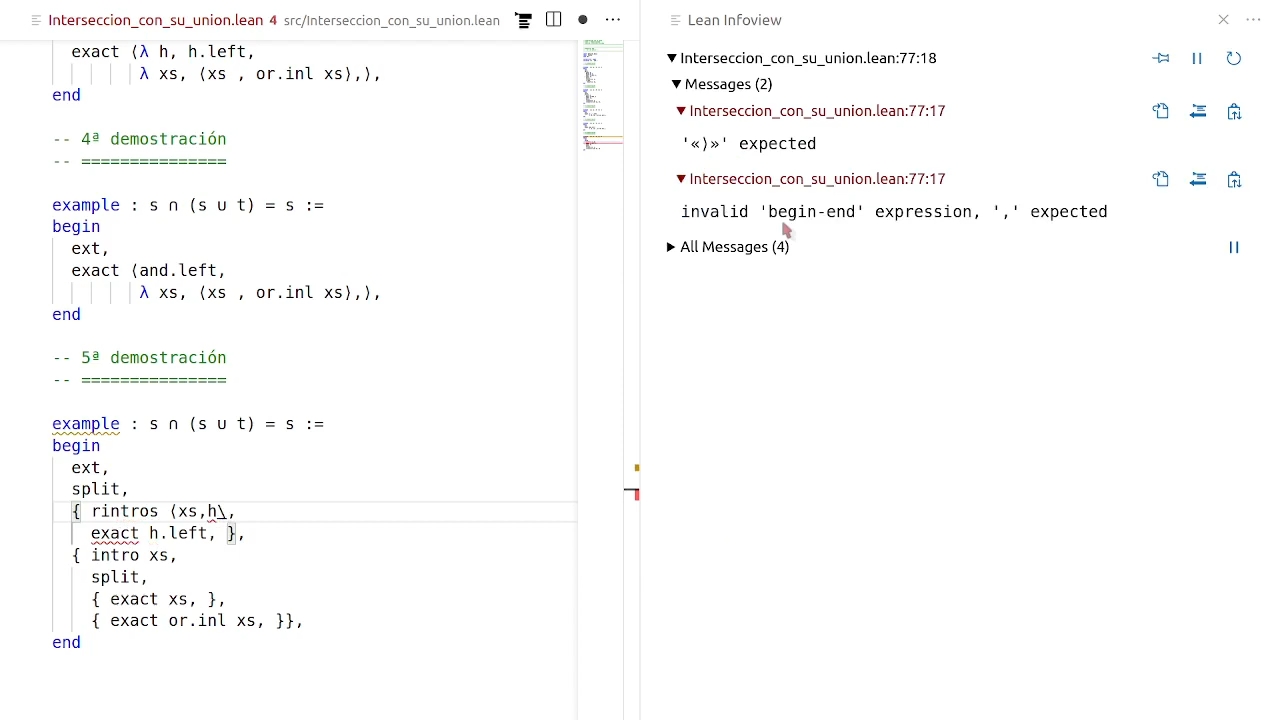 Interseccion_con_su_union.lean 4 src/Interseccion_con_su_union.lean
exact ⟨λ h, h.left,
λ xs, ⟨xs , or.inl xs⟩,⟩,
end
-- 4ª demostración
-- ===============
example : s ∩ (s ∪ t) = s :=
begin
ext,
exact ⟨and.left,
λ xs, ⟨xs , or.inl xs⟩,⟩,
end
-- 5ª demostración
-- ===============
example : s ∩ (s ∪ t) = s :=
begin
ext,
split,
{ rintros ⟨xs,h\,
exact h.left, },
{ intro xs,
split,
{ exact xs, },
{ exact or.inl xs, }},
end
Lean Infoview
Interseccion_con_su_union.lean:77:18
Messages (2)
Interseccion_con_su_union.lean:77:17
'«⟩»' expected
Interseccion_con_su_union.lean:77:17
invalid 'begin-end' expression, ',' expected
All Messages (4)